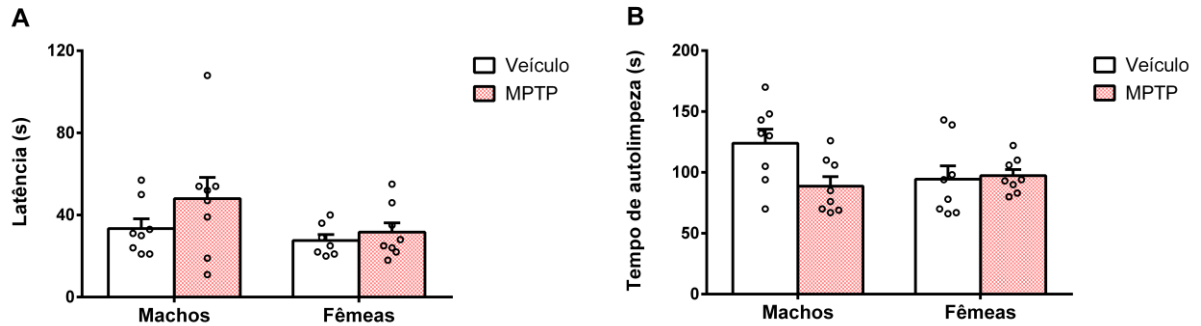 A
Latência (s)
120
80
40
0
Machos
Fêmeas
Veículo
MPTP
B
Tempo de autolimpeza (s)
200
150
100
50
0
Machos
Fêmeas
Veículo
MPTP